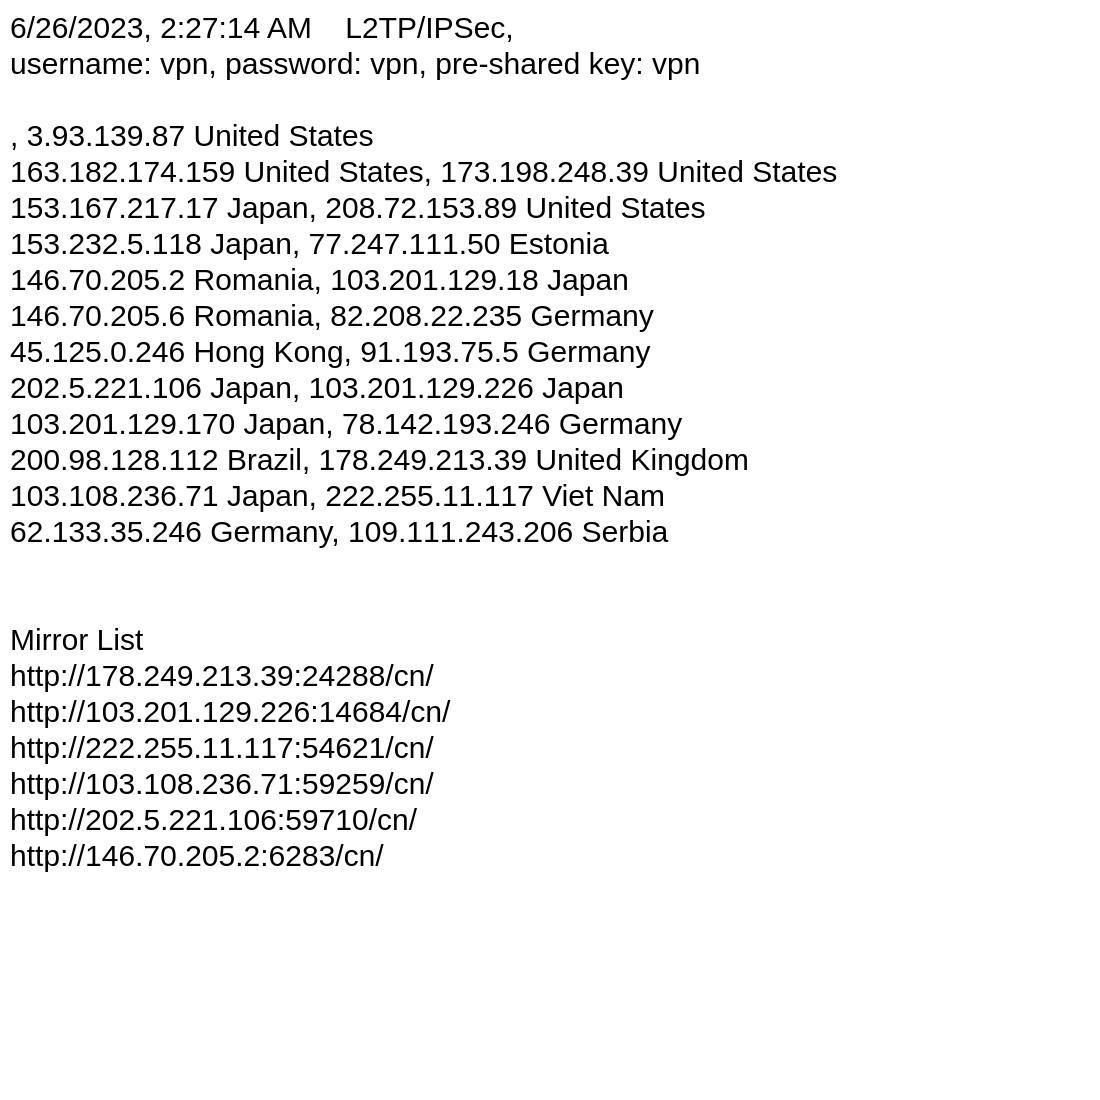 6/26/2023, 2:27:14 AM    L2TP/IPSec,
username: vpn, password: vpn, pre-shared key: vpn
, 3.93.139.87 United States
163.182.174.159 United States, 173.198.248.39 United States
153.167.217.17 Japan, 208.72.153.89 United States
153.232.5.118 Japan, 77.247.111.50 Estonia
146.70.205.2 Romania, 103.201.129.18 Japan
146.70.205.6 Romania, 82.208.22.235 Germany
45.125.0.246 Hong Kong, 91.193.75.5 Germany
202.5.221.106 Japan, 103.201.129.226 Japan
103.201.129.170 Japan, 78.142.193.246 Germany
200.98.128.112 Brazil, 178.249.213.39 United Kingdom
103.108.236.71 Japan, 222.255.11.117 Viet Nam
62.133.35.246 Germany, 109.111.243.206 Serbia
Mirror List
http://178.249.213.39:24288/cn/
http://103.201.129.226:14684/cn/
http://222.255.11.117:54621/cn/
http://103.108.236.71:59259/cn/
http://202.5.221.106:59710/cn/
http://146.70.205.2:6283/cn/